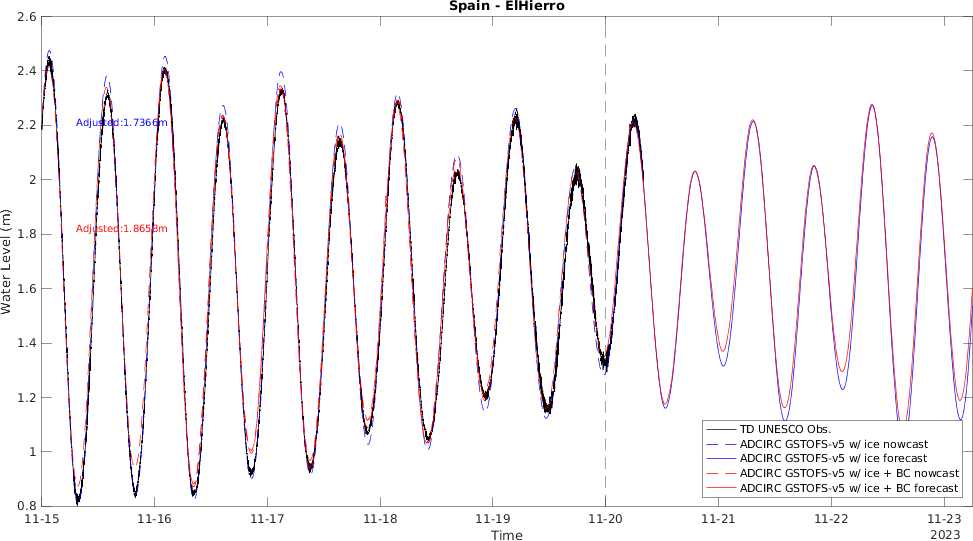 Spain - ElHierro
2.6
2.4
2.2
2
1.8
1.6
1.4
1.2
1
0.8
Water Level (m)
Adjusted:1.7366m
Adjusted:1.8653m
11-15
11-16
11-17
11-18
11-19
11-20
11-21
11-22
11-23
Time
2023
TD UNESCO Obs.
ADCIRC GSTOFS-v5 w/ ice nowcast
ADCIRC GSTOFS-v5 w/ ice forecast
ADCIRC GSTOFS-v5 w/ ice + BC nowcast
ADCIRC GSTOFS-v5 w/ ice + BC forecast